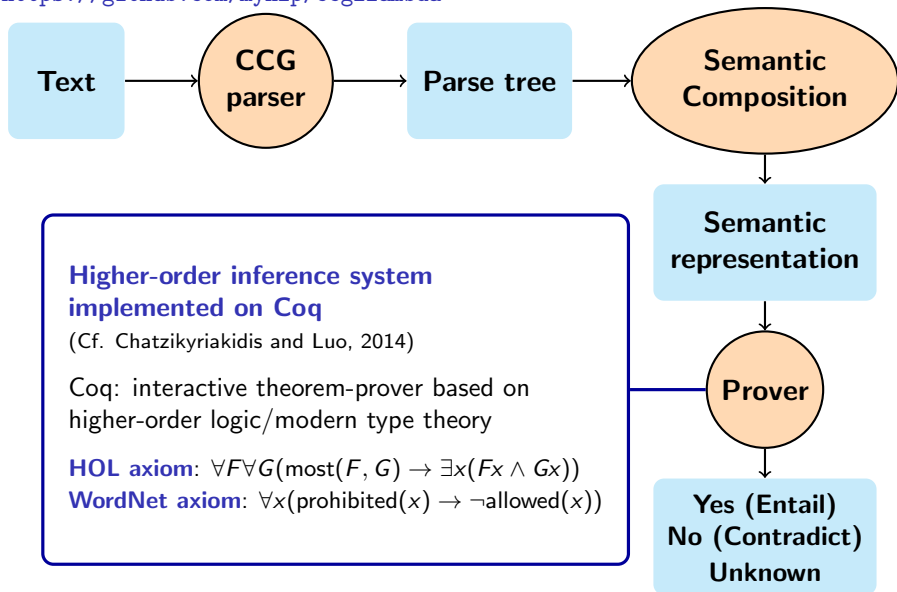 Text
CCG
parser
Parse tree
Semantic
Composition
Semantic
representation
Higher-order inference system
implemented on Coq
(Cf. Chatzikyriakidis and Luo, 2014)
Coq: interactive theorem-prover based on
higher-order logic/modern type theory
HOL axiom: ∀F∀G(most(F, G) → ∃x(Fx ∧ Gx))
WordNet axiom: ∀x(prohibited(x) → ¬allowed(x))
Prover
Yes (Entail)
No (Contradict)
Unknown